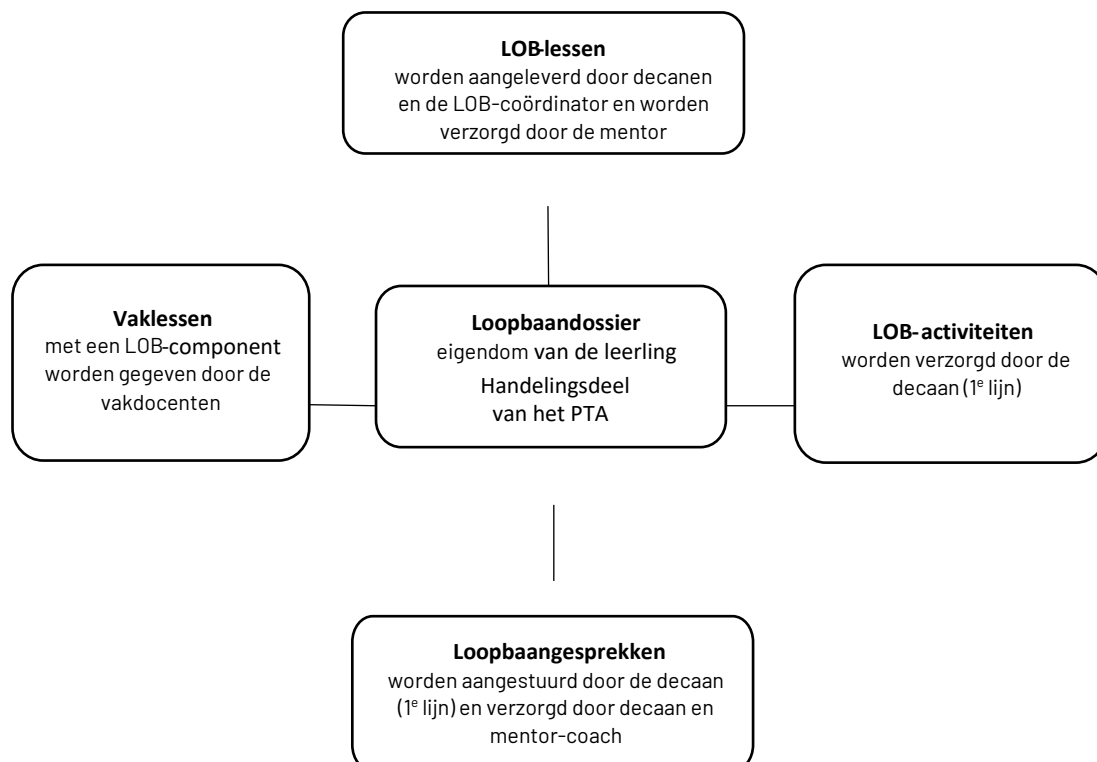 LOB-lessen
worden aangeleverd door decanen
en de LOB-coördinator en worden
verzorgd door de mentor
Vaklessen
met een LOB-component
worden gegeven door de
vakdocenten
Loopbaandossier
eigendom van de leerling
Handelingsdeel
van het PTA
LOB-activiteiten
worden verzorgd door de
decaan (1e lijn)
Loopbaangesprekken
worden aangestuurd door de decaan
(1e lijn) en verzorgd door decaan en
mentor-coach